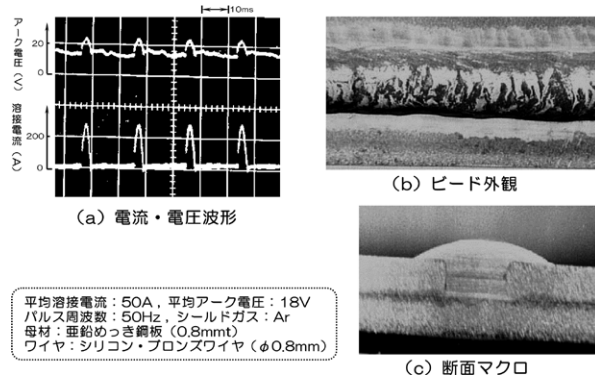 10ms
アーク電圧(V)
20
0
溶接電流(A)
200
0
(a) 電流・電圧波形
(b) ビード外観
平均溶接電流：50A，平均アーク電圧：18V
パルス周波数：50Hz，シールドガス：Ar
母材：亜鉛めっき鋼板（0.8mmt）
ワイヤ：シリコン・ブロンズワイヤ（φ0.8mm）
(c) 断面マクロ